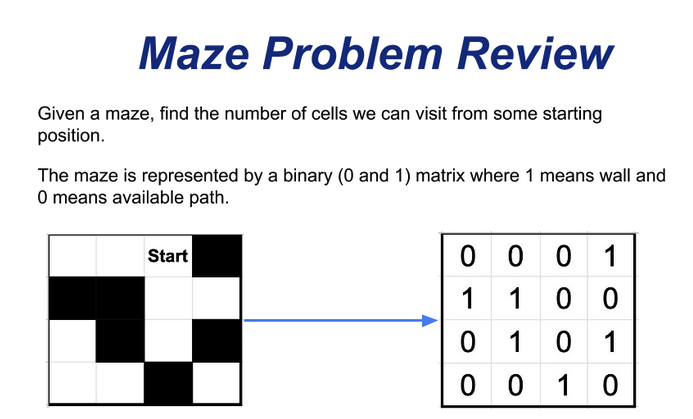 Maze Problem Review
Given a maze, find the number of cells we can visit from some starting
position.
The maze is represented by a binary (0 and 1) matrix where 1 means wall and
0 means available path.
Start
0 0 0 1
1 1 0 0
0 1 0 1
0 0 1 0